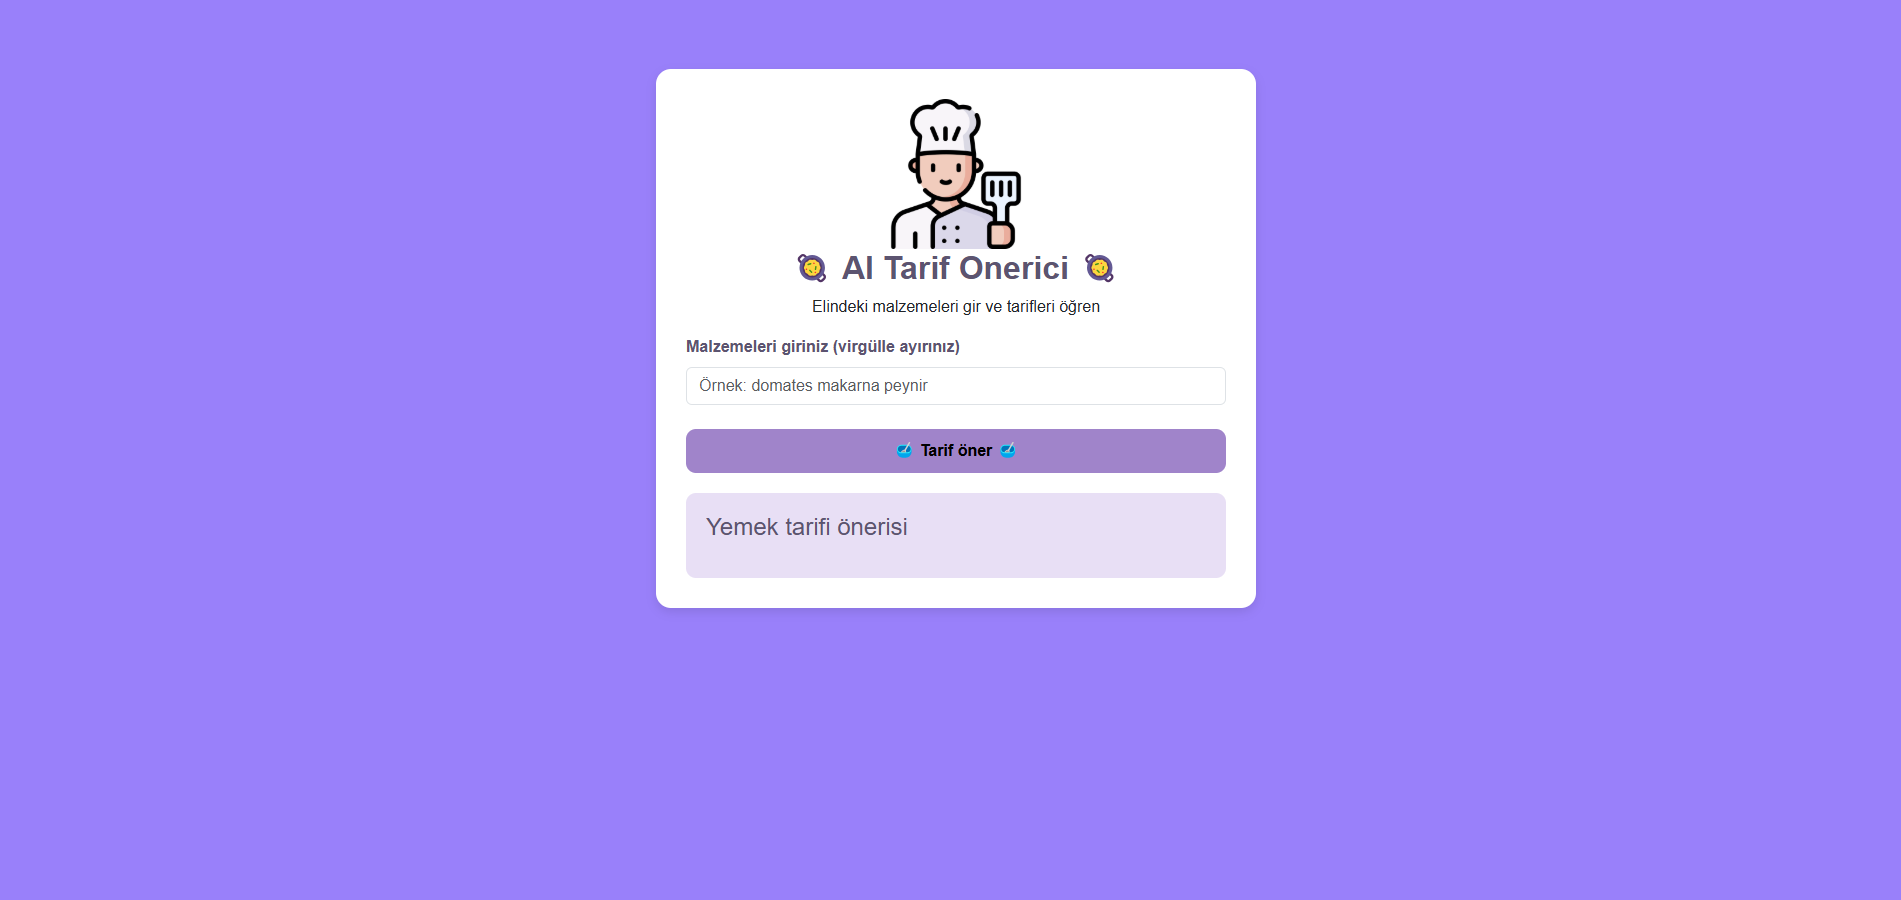 🥘 AI Tarif Onerici 🥘
Elindeki malzemeleri gir ve tarifleri öğren
Malzemeleri giriniz (virgülle ayırınız)
Örnek: domates makarna peynir
🥣 Tarif öner 🥣
Yemek tarifi önerisi